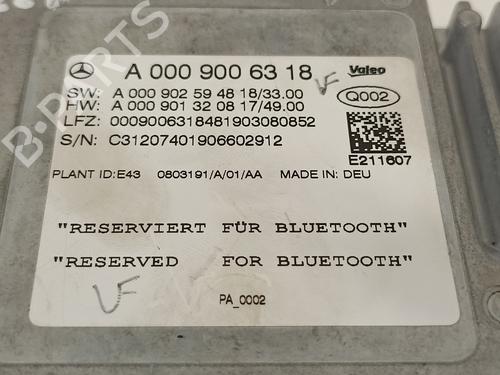 A 000 900 63 18
Valeo
SW: A 000 902 59 48 18/33.00
HW: A 000 901 32 08 17/49.00
Q002
LFZ: 0009006318481903080852
S/N: C31207401906602912
E211607
PLANT ID:E43 0803191/A/01/AA MADE IN: DEU
"RESERVIERT FÜR BLUETOOTH"
"RESERVED FOR BLUETOOTH"
PA_0002
VF
VF
B-PARTS